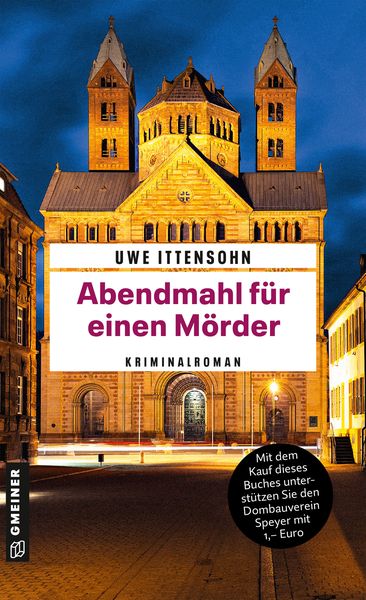 UWE ITTENSOHN
Abendmahl für
einen Mörder
KRIMINALROMAN
Mit dem
Kauf dieses
Buches unter-
stützen Sie den
Dombauverein
Speyer mit
1,– Euro
GMEINER